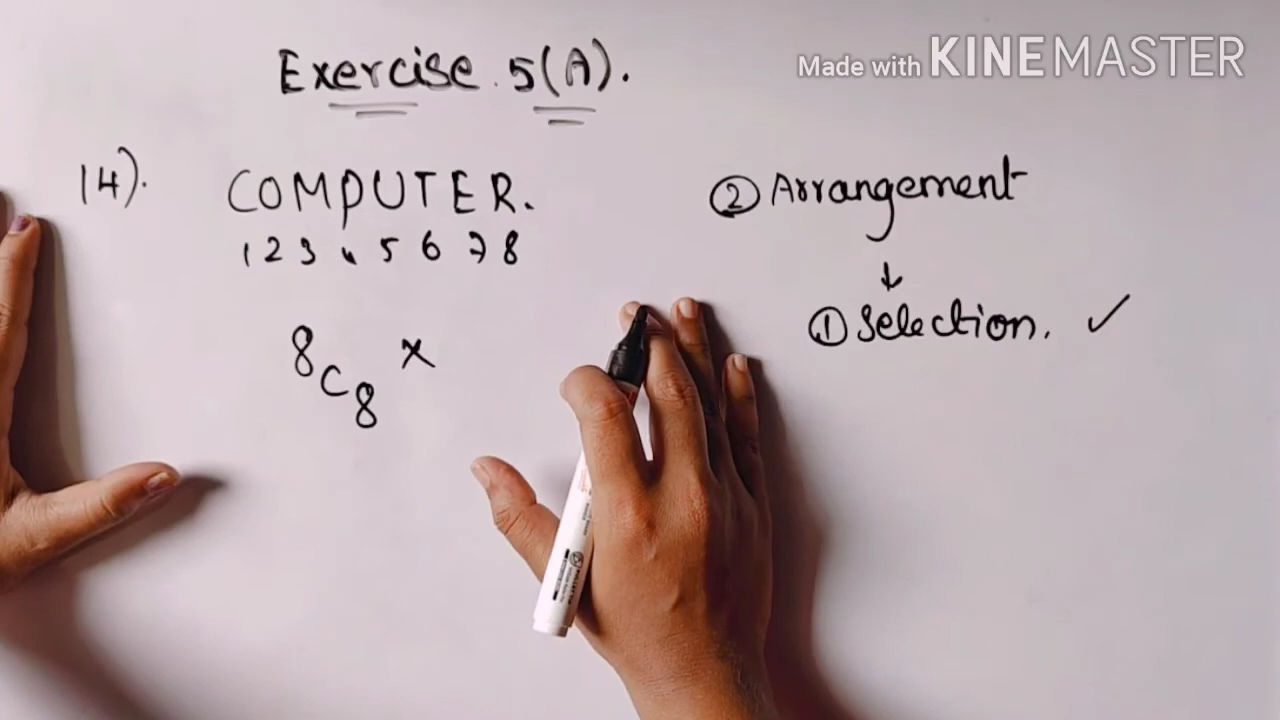 Made with KINEMASTER
Exercise 5(A).
14). COMPUTER.
1 2 3 4 5 6 7 8
② Arrangement
↓
① Selection. ✓
8C8 ×